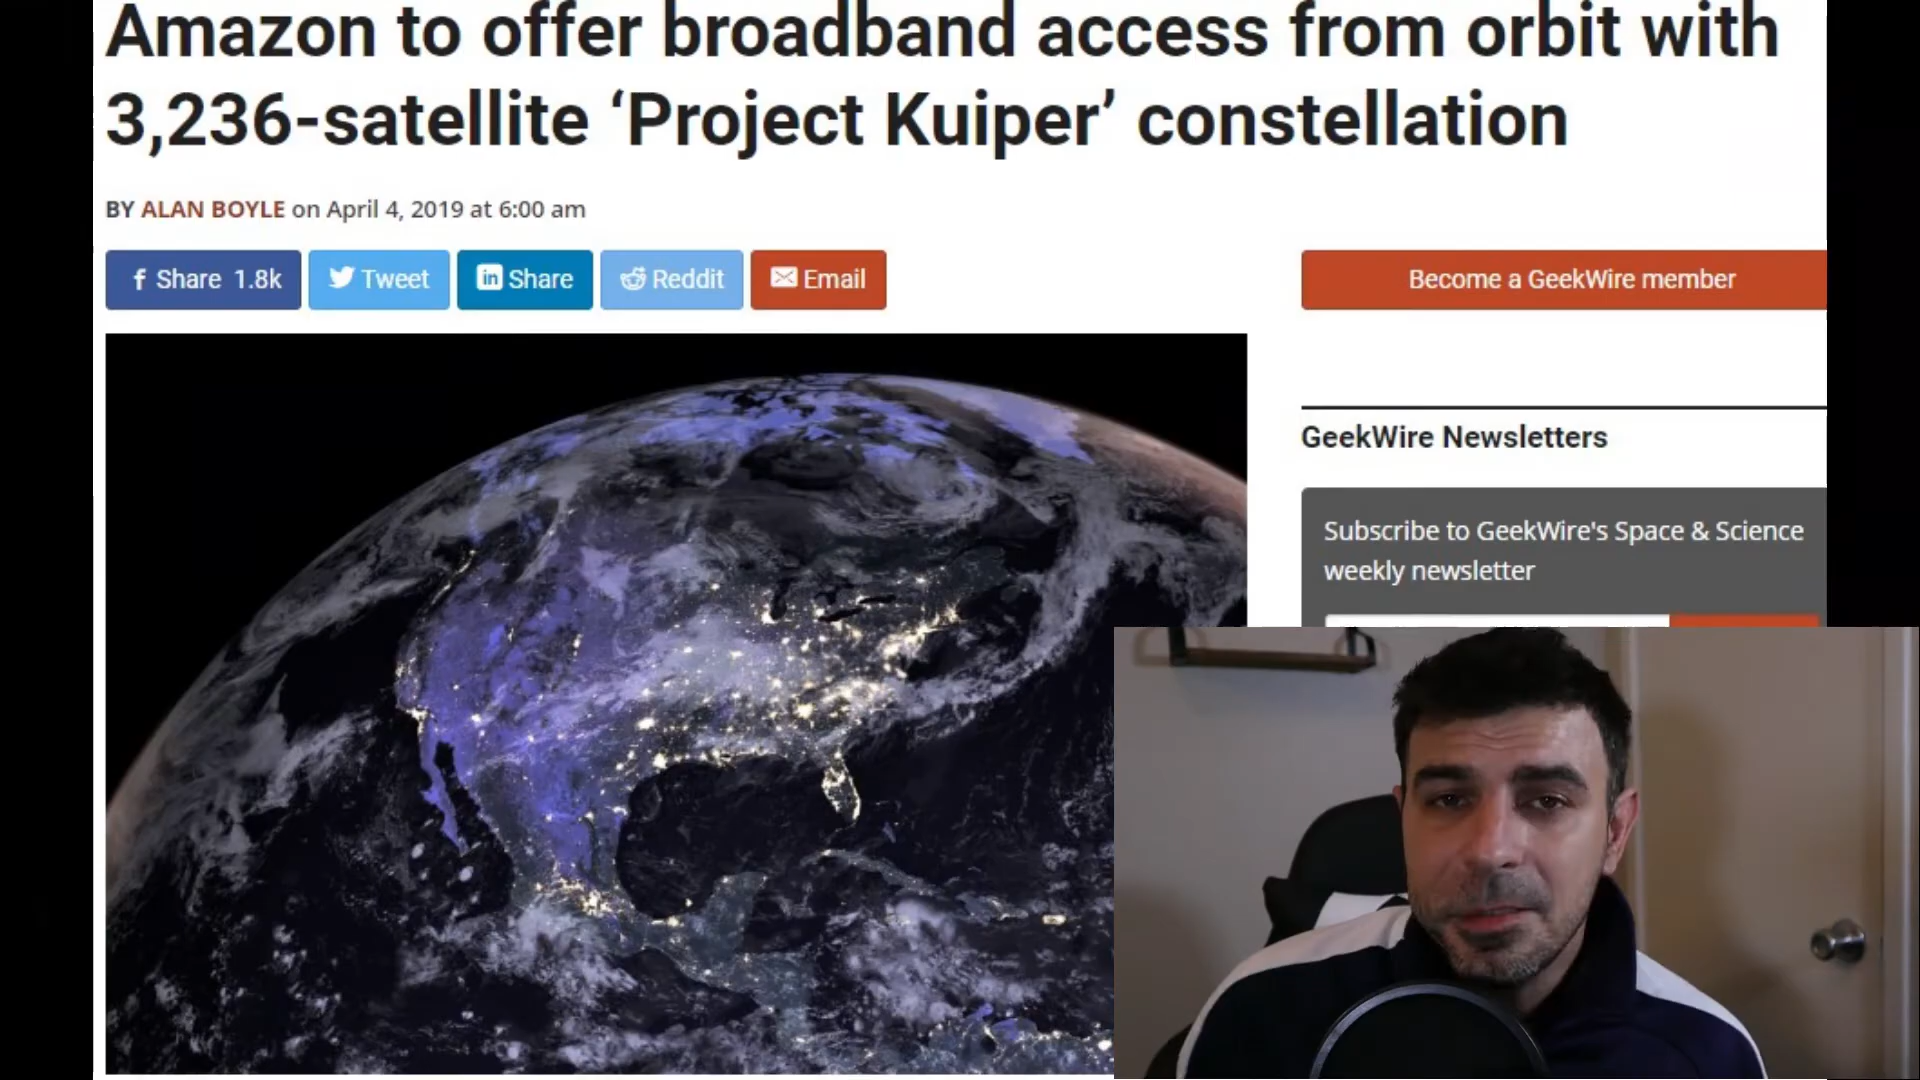 Amazon to offer broadband access from orbit with
3,236-satellite ‘Project Kuiper’ constellation
BY ALAN BOYLE on April 4, 2019 at 6:00 am
f Share 1.8k
Tweet
in Share
Reddit
Email
Become a GeekWire member
GeekWire Newsletters
Subscribe to GeekWire's Space & Science
weekly newsletter